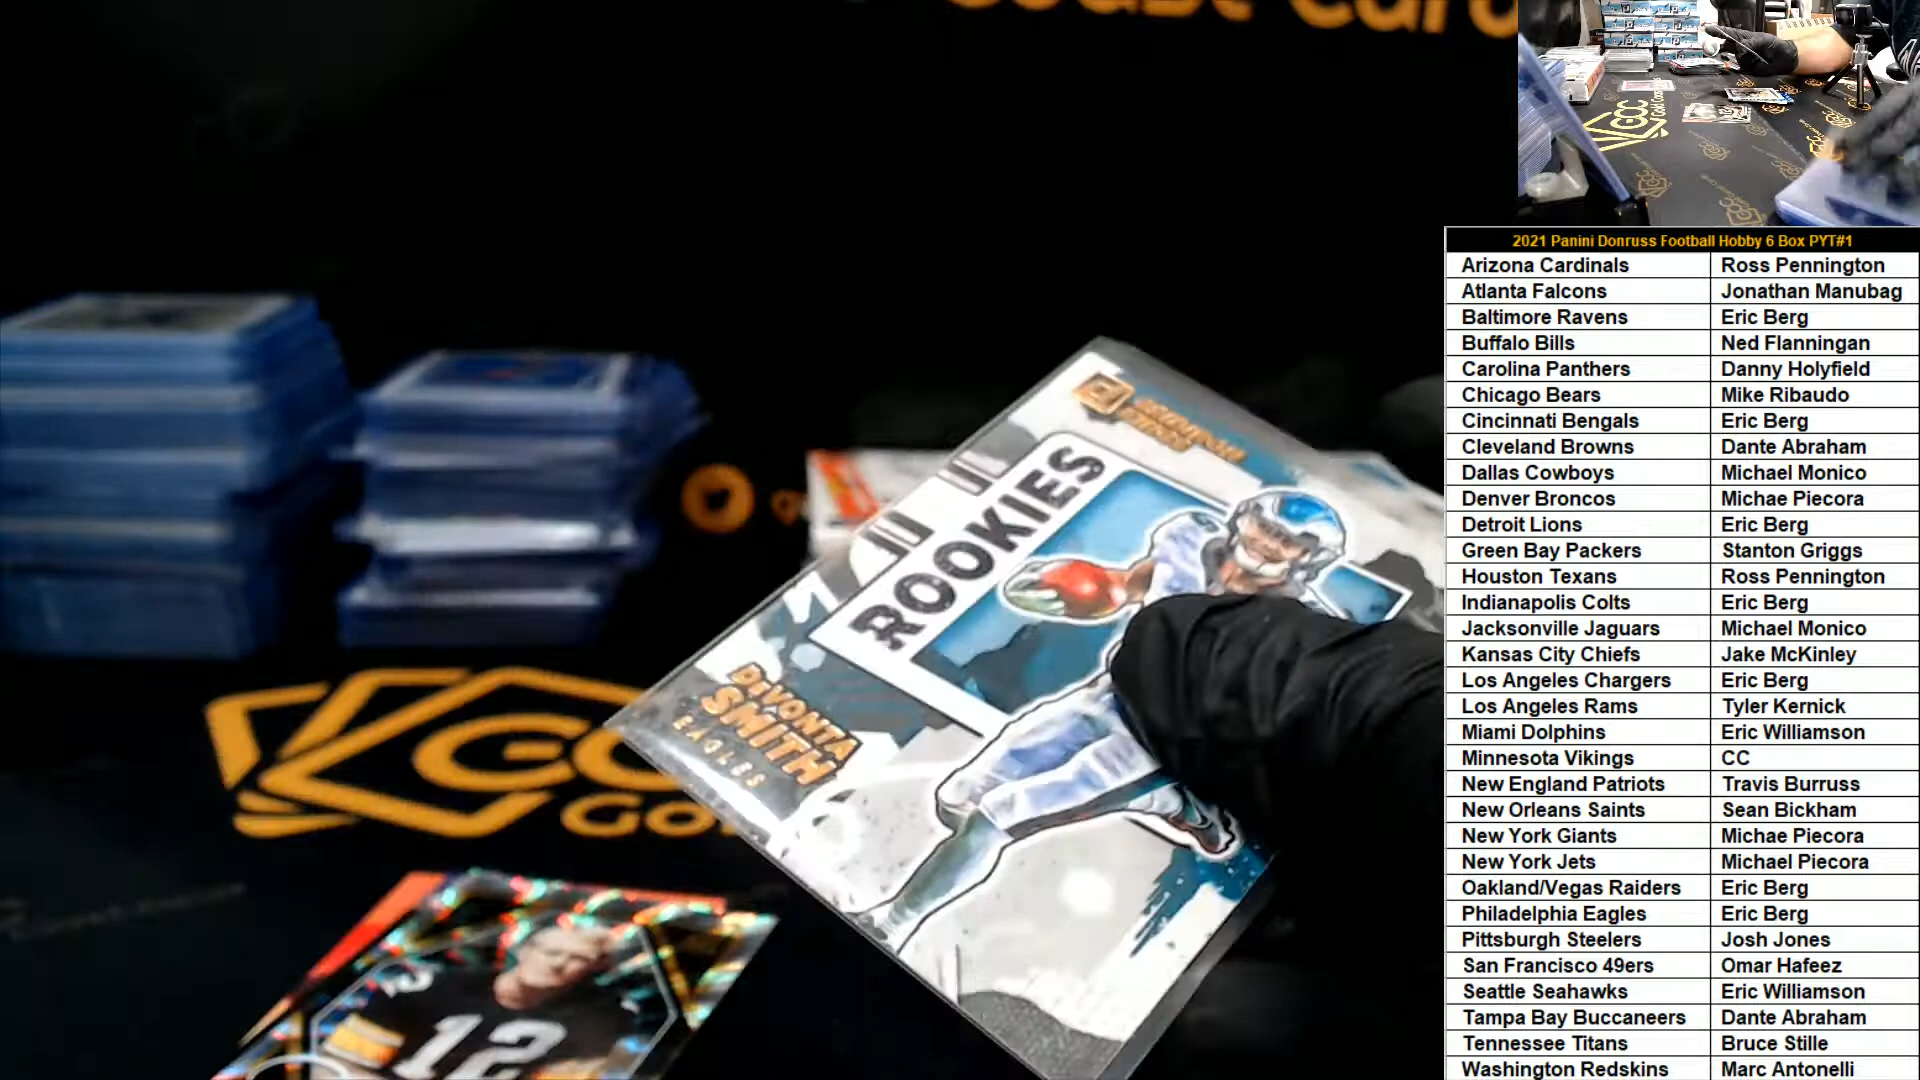 Coast Card
GCC
2021 Panini Donruss Football Hobby 6 Box PYT#1
Arizona Cardinals Ross Pennington
Atlanta Falcons Jonathan Manubag
Baltimore Ravens Eric Berg
Buffalo Bills Ned Flanningan
Carolina Panthers Danny Holyfield
Chicago Bears Mike Ribaudo
Cincinnati Bengals Eric Berg
Cleveland Browns Dante Abraham
Dallas Cowboys Michael Monico
Denver Broncos Michae Piecora
Detroit Lions Eric Berg
Green Bay Packers Stanton Griggs
Houston Texans Ross Pennington
Indianapolis Colts Eric Berg
Jacksonville Jaguars Michael Monico
Kansas City Chiefs Jake McKinley
Los Angeles Chargers Eric Berg
Los Angeles Rams Tyler Kernick
Miami Dolphins Eric Williamson
Minnesota Vikings CC
New England Patriots Travis Burruss
New Orleans Saints Sean Bickham
New York Giants Michae Piecora
New York Jets Michael Piecora
Oakland/Vegas Raiders Eric Berg
Philadelphia Eagles Eric Berg
Pittsburgh Steelers Josh Jones
San Francisco 49ers Omar Hafeez
Seattle Seahawks Eric Williamson
Tampa Bay Buccaneers Dante Abraham
Tennessee Titans Bruce Stille
Washington Redskins Marc Antonelli
ROOKIES
DEVONTA
SMITH
EAGLES
12